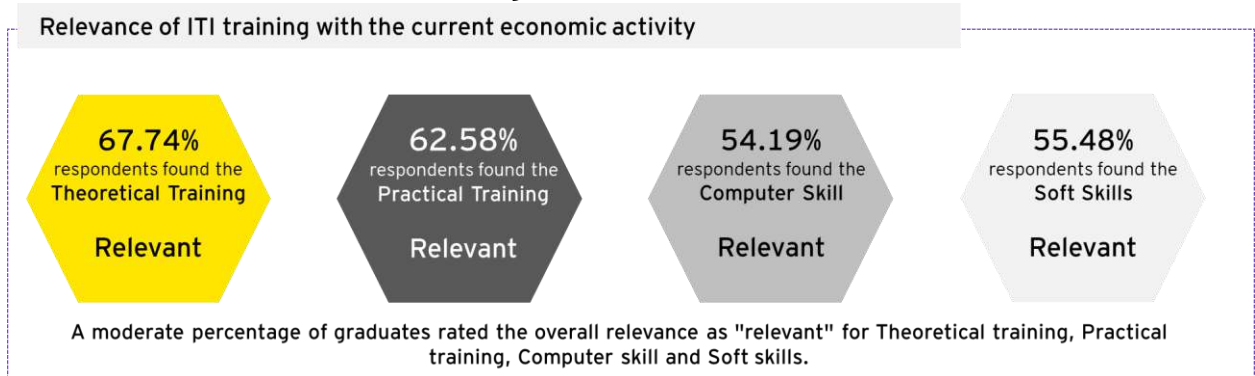 Relevance of ITI training with the current economic activity
67.74%
respondents found the
Theoretical Training
Relevant
62.58%
respondents found the
Practical Training
Relevant
54.19%
respondents found the
Computer Skill
Relevant
55.48%
respondents found the
Soft Skills
Relevant
A moderate percentage of graduates rated the overall relevance as "relevant" for Theoretical training, Practical
training, Computer skill and Soft skills.